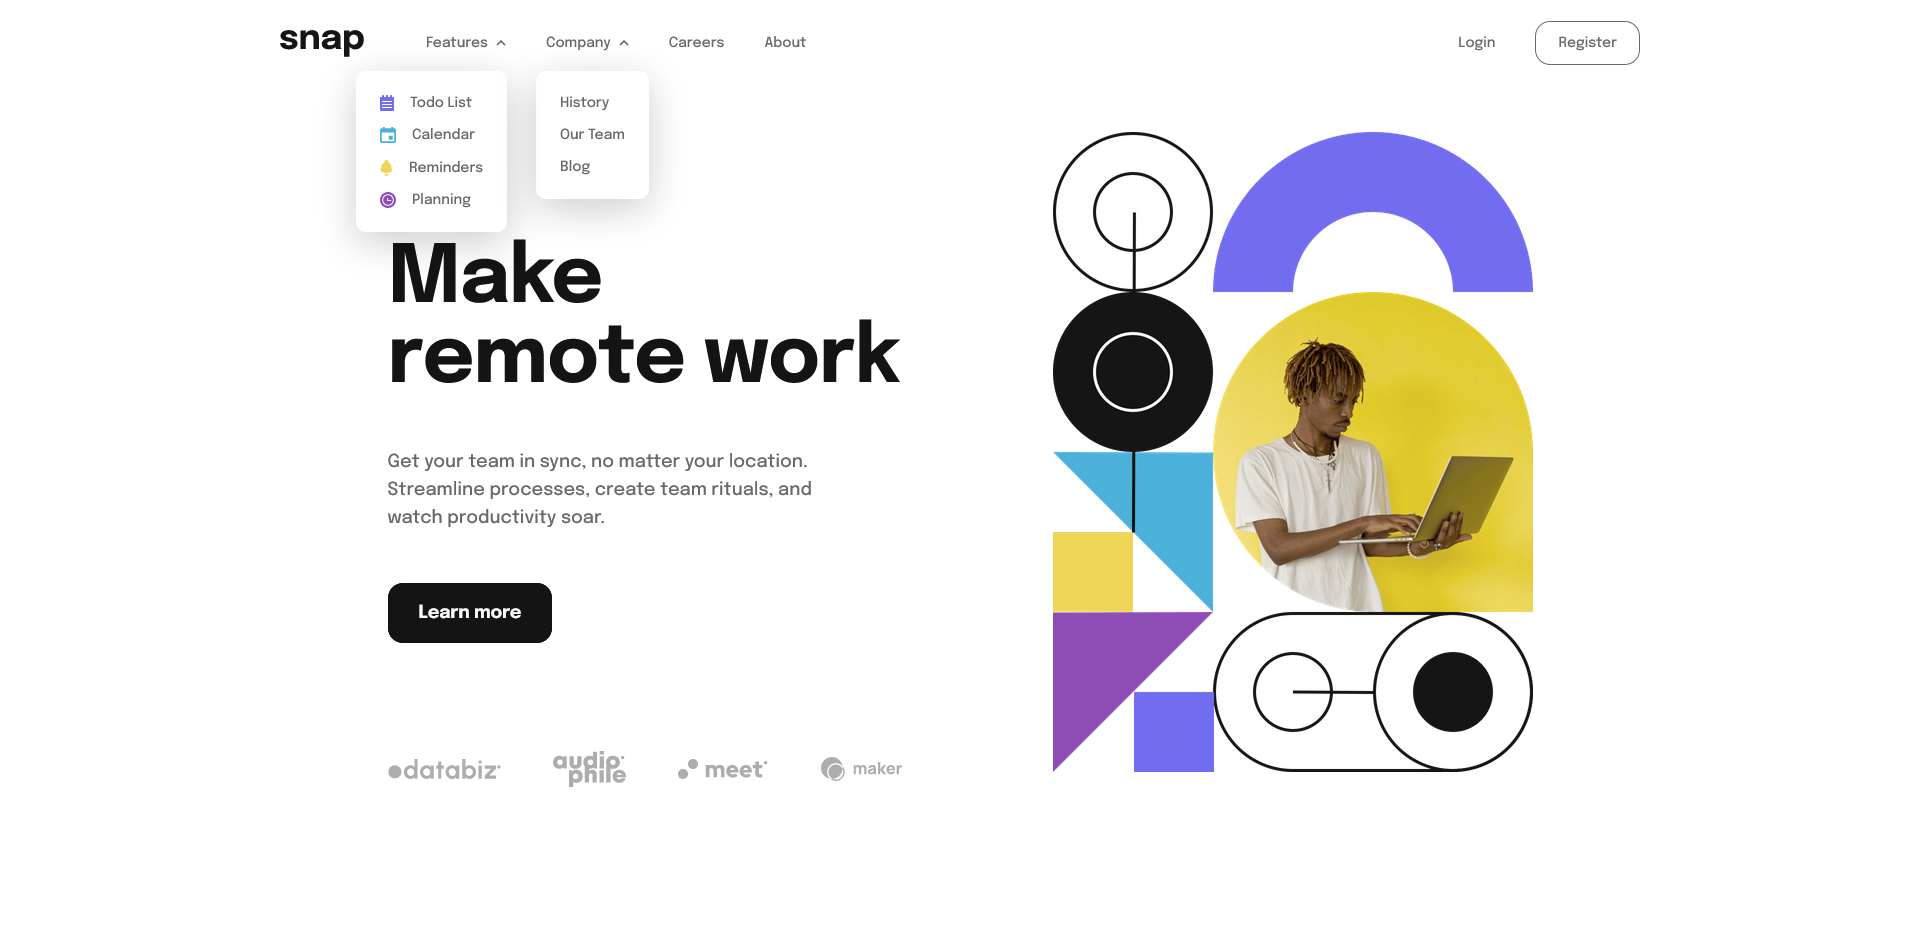 snap
Features
Company
Careers
About
Login
Register
Todo List
Calendar
Reminders
Planning
History
Our Team
Blog
Make
remote work
Get your team in sync, no matter your location.
Streamline processes, create team rituals, and
watch productivity soar.
Learn more
databiz
audio
phile
meet
maker